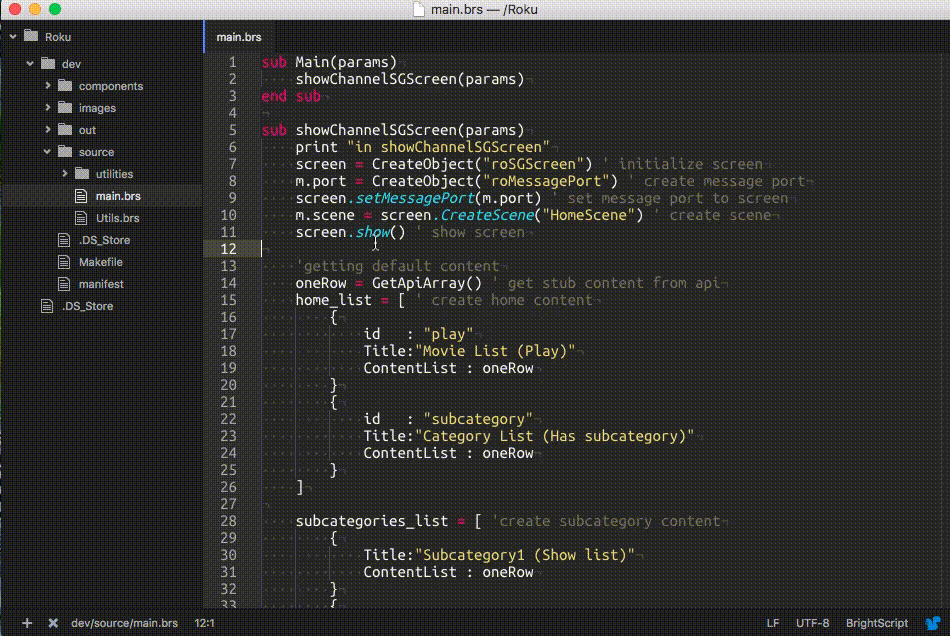 main.brs — /Roku
Roku
dev
components
images
out
source
utilities
main.brs
Utils.brs
.DS_Store
Makefile
manifest
.DS_Store
main.brs
1 sub Main(params)
2 showChannelSGScreen(params)
3 end sub
4
5 sub showChannelSGScreen(params)
6 print "in showChannelSGScreen"
7 screen = CreateObject("roSGScreen") ' initialize screen
8 m.port = CreateObject("roMessagePort") ' create message port
9 screen.setMessagePort(m.port) ' set message port to screen
10 m.scene = screen.CreateScene("HomeScene") ' create scene
11 screen.show() ' show screen
12
13 'getting default content
14 oneRow = GetApiArray() ' get stub content from api
15 home_list = [ ' create home content
16 {
17 id : "play"
18 Title:"Movie List (Play)"
19 ContentList : oneRow
20 }
21 {
22 id : "subcategory"
23 Title:"Category List (Has subcategory)"
24 ContentList : oneRow
25 }
26 ]
27
28 subcategories_list = [ 'create subcategory content
29 {
30 Title:"Subcategory1 (Show list)"
31 ContentList : oneRow
32 }
33 {
dev/source/main.brs 12:1 LF UTF-8 BrightScript